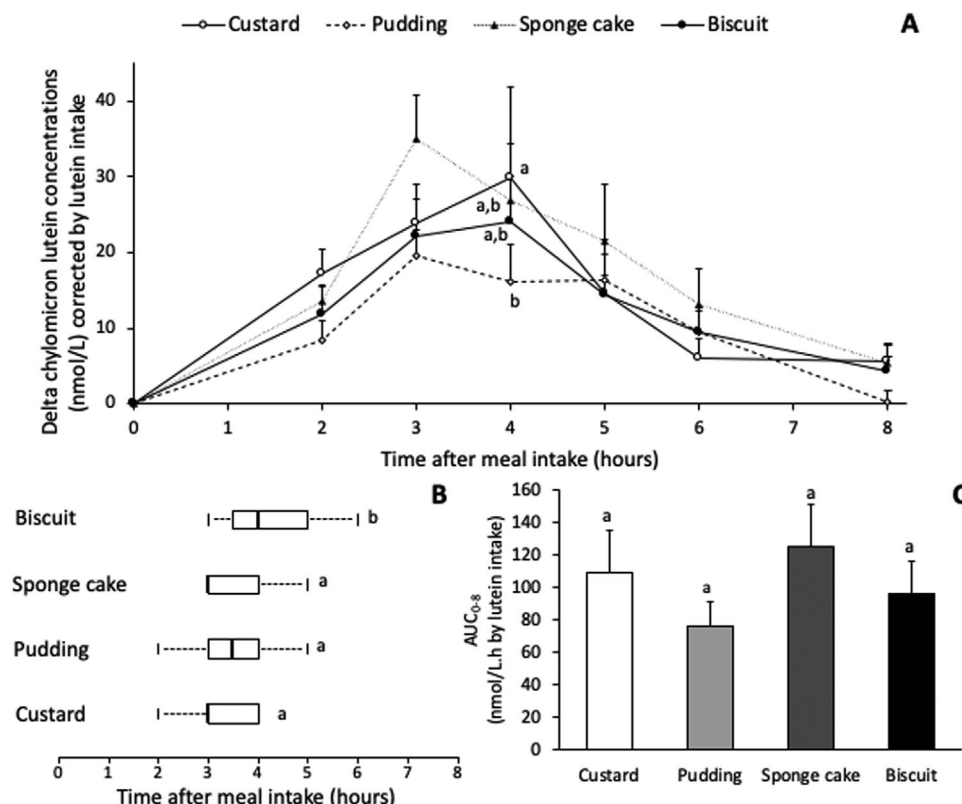 Custard Pudding Sponge cake Biscuit
A
Delta chylomicron lutein concentrations
(nmol/L) corrected by lutein intake
40
30
20
10
0
a
a,b
a,b
b
0 1 2 3 4 5 6 7 8
Time after meal intake (hours)
B
Biscuit b
Sponge cake a
Pudding a
Custard a
0 1 2 3 4 5 6 7 8
Time after meal intake (hours)
C
AUC0-8
(nmol/L.h by lutein intake)
160
140
120
100
80
60
40
20
0
a a a a
Custard Pudding Sponge cake Biscuit